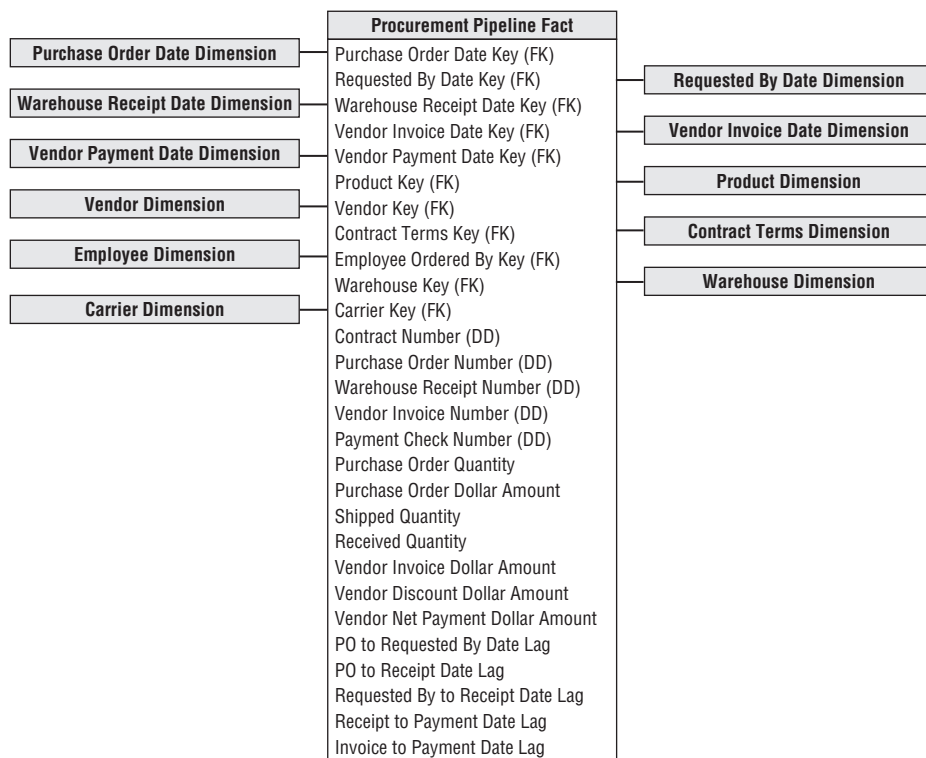 Procurement Pipeline Fact
Purchase Order Date Dimension
Warehouse Receipt Date Dimension
Vendor Payment Date Dimension
Vendor Dimension
Employee Dimension
Carrier Dimension
Purchase Order Date Key (FK)
Requested By Date Key (FK)
Warehouse Receipt Date Key (FK)
Vendor Invoice Date Key (FK)
Vendor Payment Date Key (FK)
Product Key (FK)
Vendor Key (FK)
Contract Terms Key (FK)
Employee Ordered By Key (FK)
Warehouse Key (FK)
Carrier Key (FK)
Contract Number (DD)
Purchase Order Number (DD)
Warehouse Receipt Number (DD)
Vendor Invoice Number (DD)
Payment Check Number (DD)
Purchase Order Quantity
Purchase Order Dollar Amount
Shipped Quantity
Received Quantity
Vendor Invoice Dollar Amount
Vendor Discount Dollar Amount
Vendor Net Payment Dollar Amount
PO to Requested By Date Lag
PO to Receipt Date Lag
Requested By to Receipt Date Lag
Receipt to Payment Date Lag
Invoice to Payment Date Lag
Requested By Date Dimension
Vendor Invoice Date Dimension
Product Dimension
Contract Terms Dimension
Warehouse Dimension